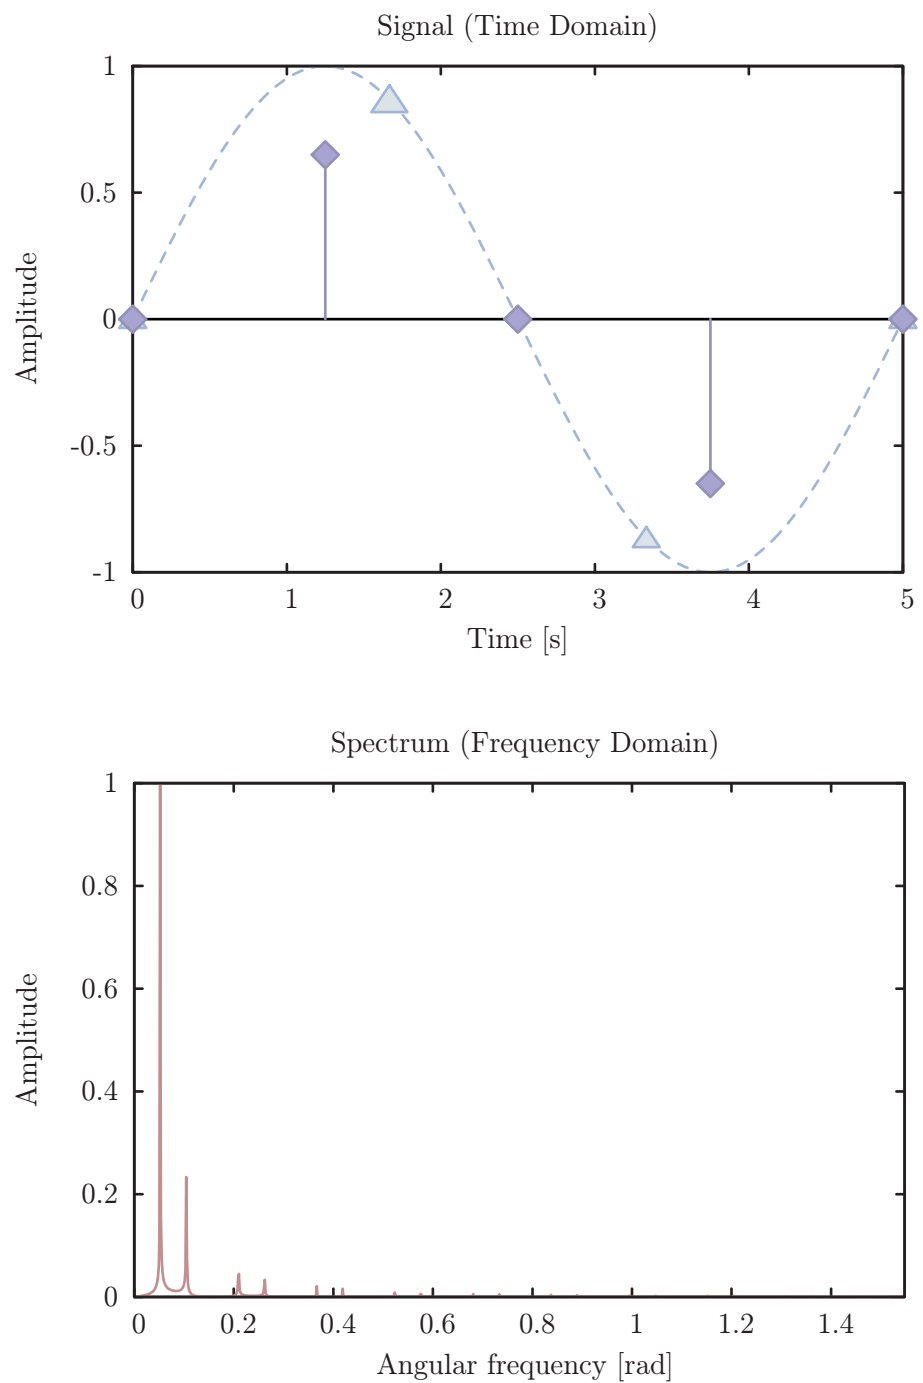 Signal (Time Domain)
1
0.5
0
-0.5
-1
Amplitude
0 1 2 3 4 5
Time [s]
Spectrum (Frequency Domain)
1
0.8
0.6
0.4
0.2
0
Amplitude
0 0.2 0.4 0.6 0.8 1 1.2 1.4
Angular frequency [rad]